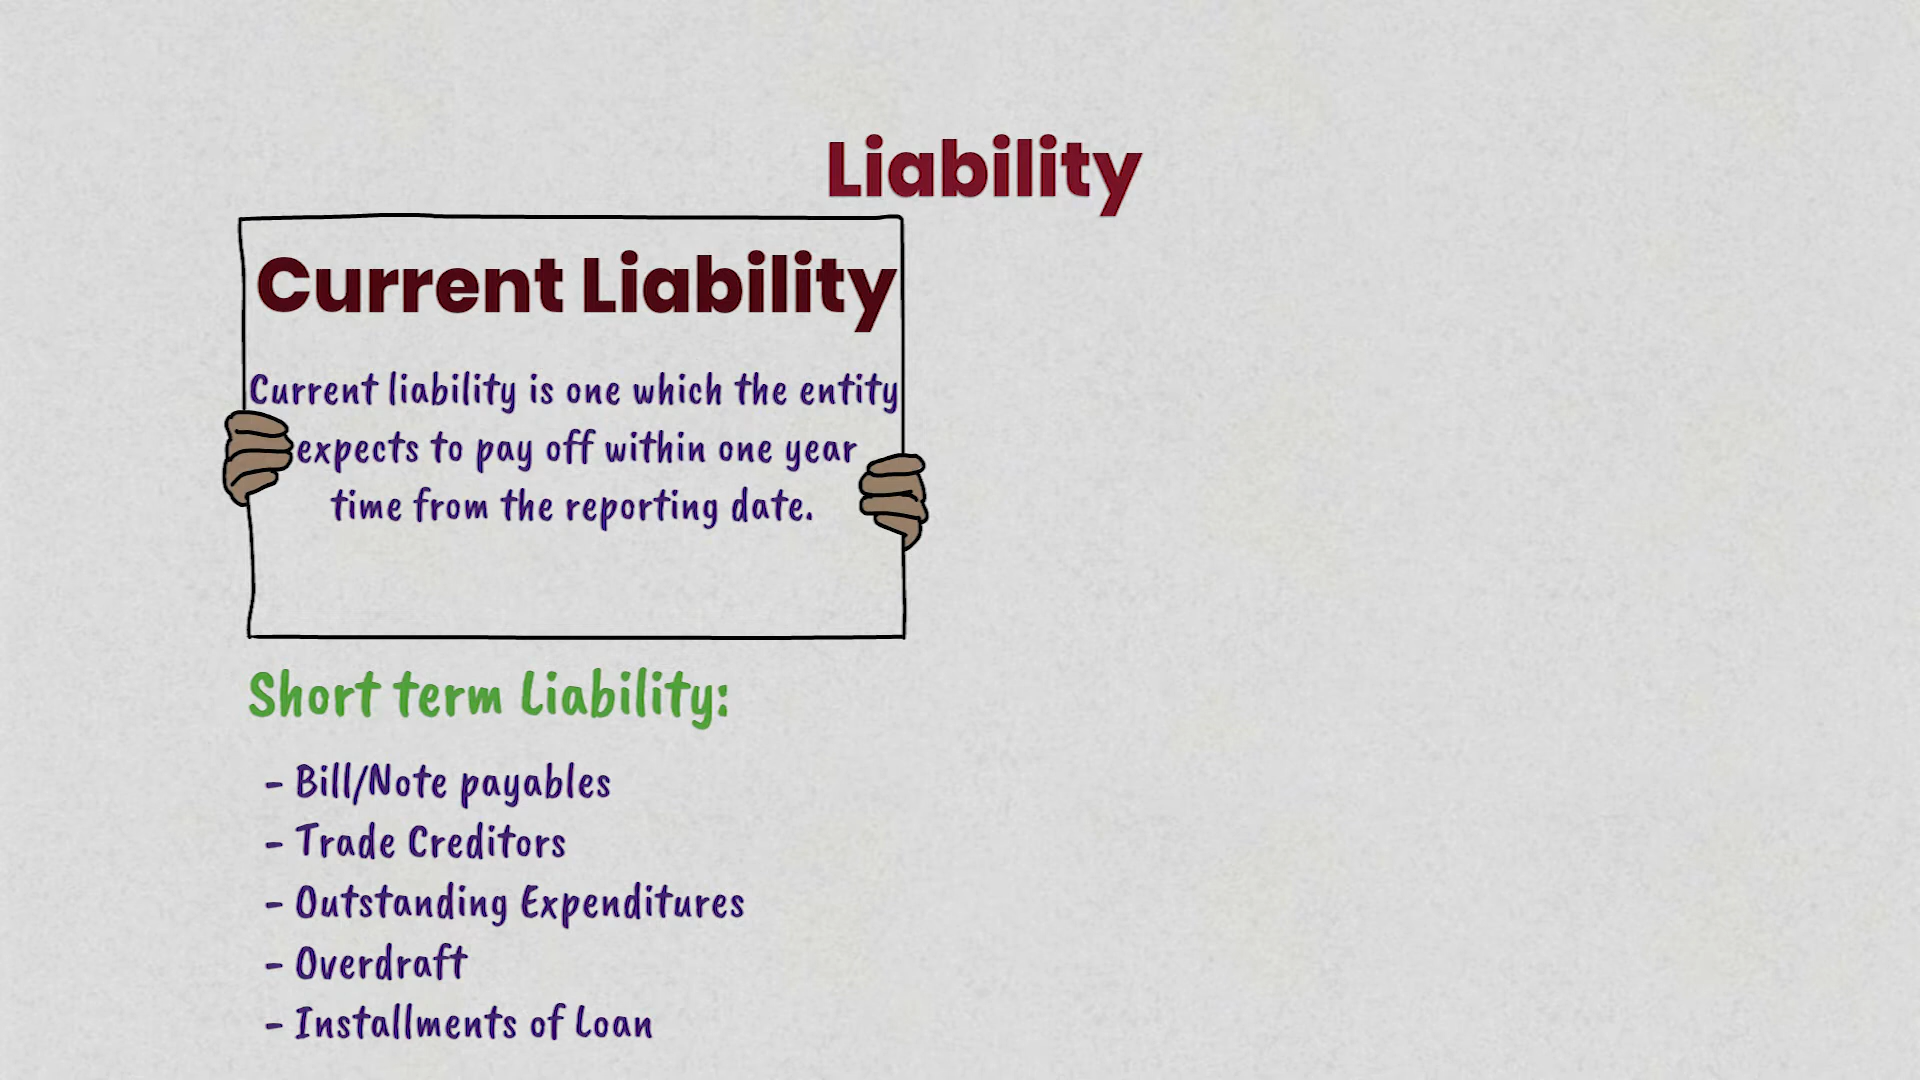 Liability
Current Liability
Current liability is one which the entity
expects to pay off within one year
time from the reporting date.
Short term Liability:
- Bill/Note payables
- Trade Creditors
- Outstanding Expenditures
- Overdraft
- Installments of Loan